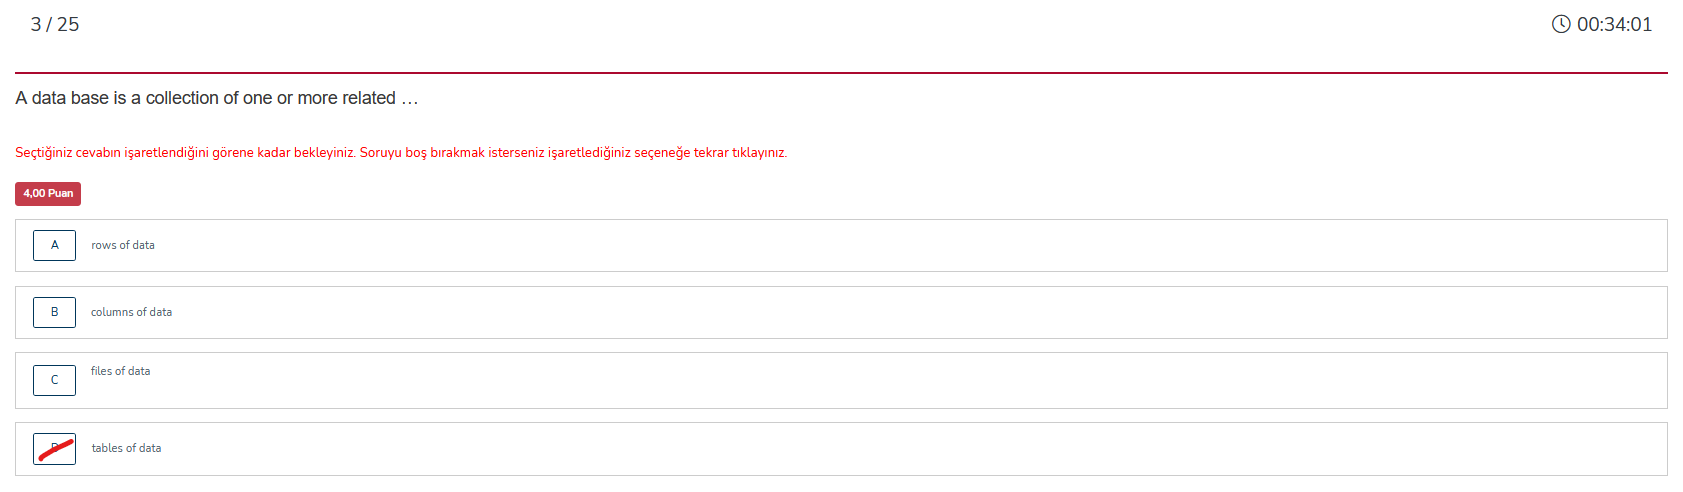 3 / 25
00:34:01
A data base is a collection of one or more related …
Seçtiğiniz cevabın işaretlendiğini görene kadar bekleyiniz. Soruyu boş bırakmak isterseniz işaretlediğiniz seçeneğe tekrar tıklayınız.
4,00 Puan
A rows of data
B columns of data
C files of data
tables of data